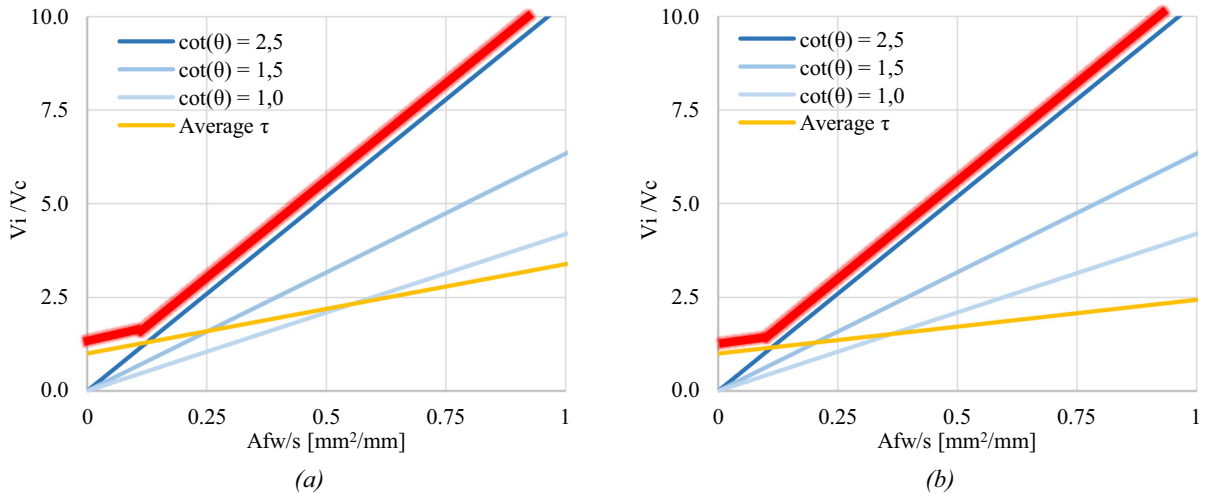 10.0
7.5
5.0
2.5
0.0
Vi /Vc
cot(θ) = 2,5
cot(θ) = 1,5
cot(θ) = 1,0
Average τ
0
0.25
0.5
0.75
1
Afw/s [mm²/mm]
(a)
10.0
7.5
5.0
2.5
0.0
Vi /Vc
cot(θ) = 2,5
cot(θ) = 1,5
cot(θ) = 1,0
Average τ
0
0.25
0.5
0.75
1
Afw/s [mm²/mm]
(b)